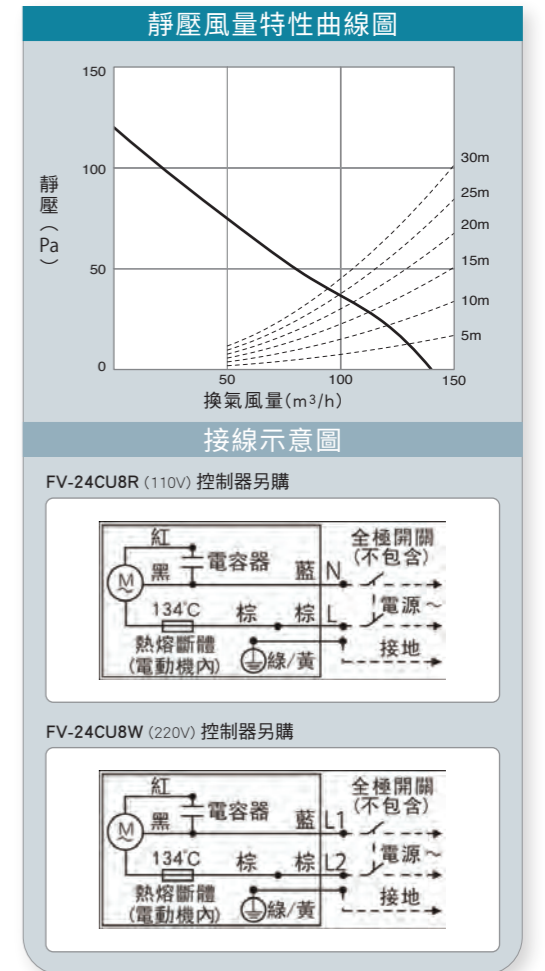 靜壓風量特性曲線圖
150
100
50
0
靜壓（Pa）
30m
25m
20m
15m
10m
5m
50
100
150
換氣風量(m³/h)
接線示意圖
FV-24CU8R (110V) 控制器另購
紅
電容器
全極開關
(不包含)
M
黑
藍
N
134℃
棕
棕
L
電源～
熱熔斷體
(電動機內)
綠/黃
接地
FV-24CU8W (220V) 控制器另購
紅
電容器
全極開關
(不包含)
M
黑
藍
L1
134℃
棕
棕
L2
電源～
熱熔斷體
(電動機內)
綠/黃
接地